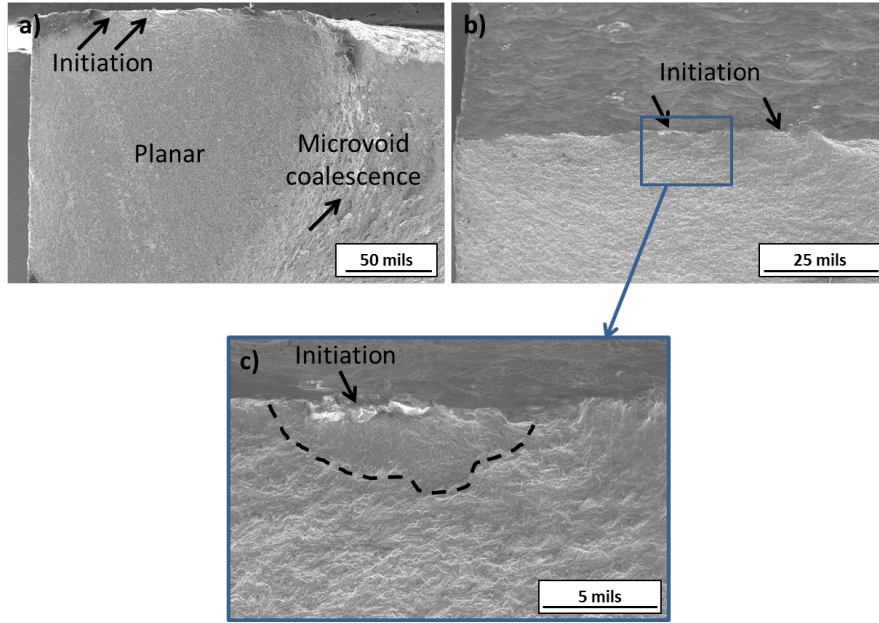 a)
Initiation
Planar
Microvoid
coalescence
50 mils
b)
Initiation
25 mils
c)
Initiation
5 mils